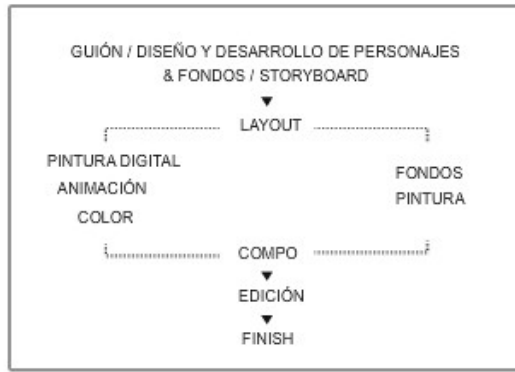 GUIÓN / DISEÑO Y DESARROLLO DE PERSONAJES
& FONDOS / STORYBOARD
LAYOUT
PINTURA DIGITAL
ANIMACIÓN
COLOR
FONDOS
PINTURA
COMPO
EDICIÓN
FINISH